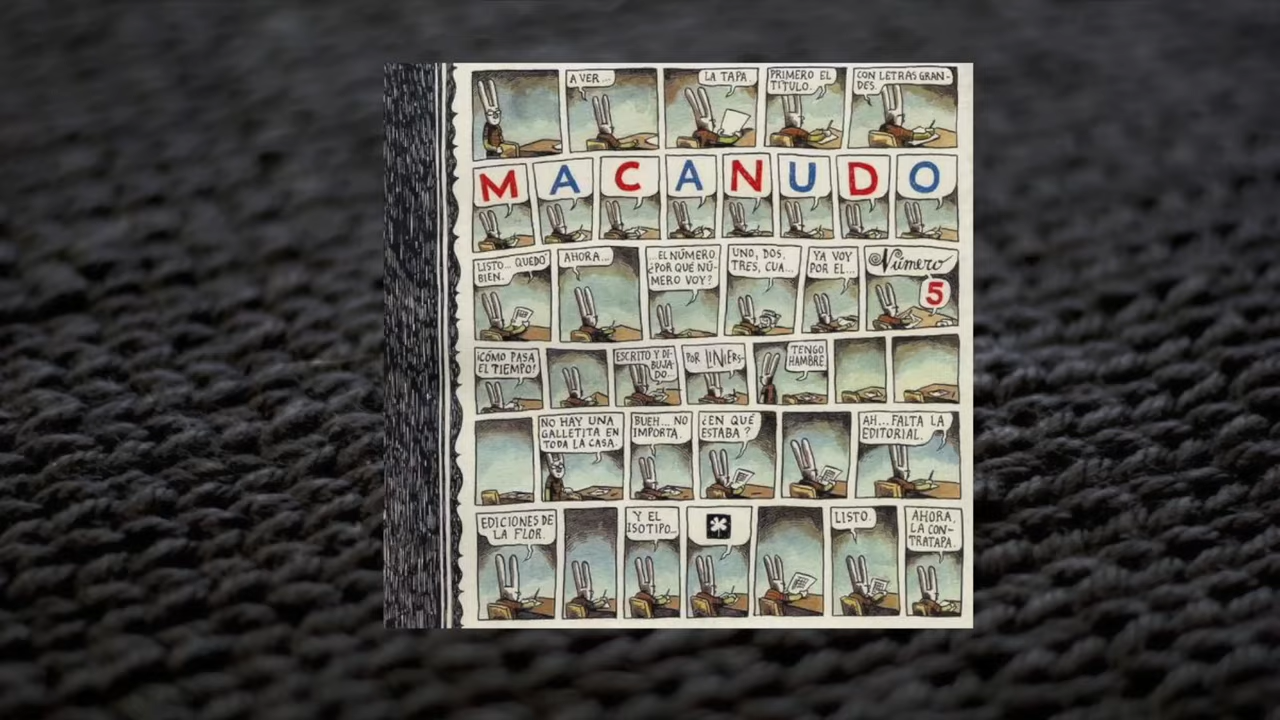 A VER...
LA TAPA.
PRIMERO EL
TITULO.
CON LETRAS GRAN-
DES.
M A C A N U D O
LISTO... QUEDO
BIEN.
AHORA...
...EL NÚMERO.
¿POR QUÉ NÚ-
MERO VOY?
UNO, DOS,
TRES, CUA...
YA VOY
POR EL...
Número
5
¡CÓMO PASA
EL TIEMPO!
ESCRITO Y DI-
BUJA-
DO...
POR LINIERS-
TENGO
HAMBRE.
NO HAY UNA
GALLETITA EN
TODA LA CASA.
BUEH... NO
IMPORTA.
¿EN QUÉ
ESTABA?
AH... FALTA LA
EDITORIAL.
EDICIONES DE
LA FLOR.
Y EL
ISOTIPO...
LISTO.
AHORA,
LA CON-
TRATAPA.